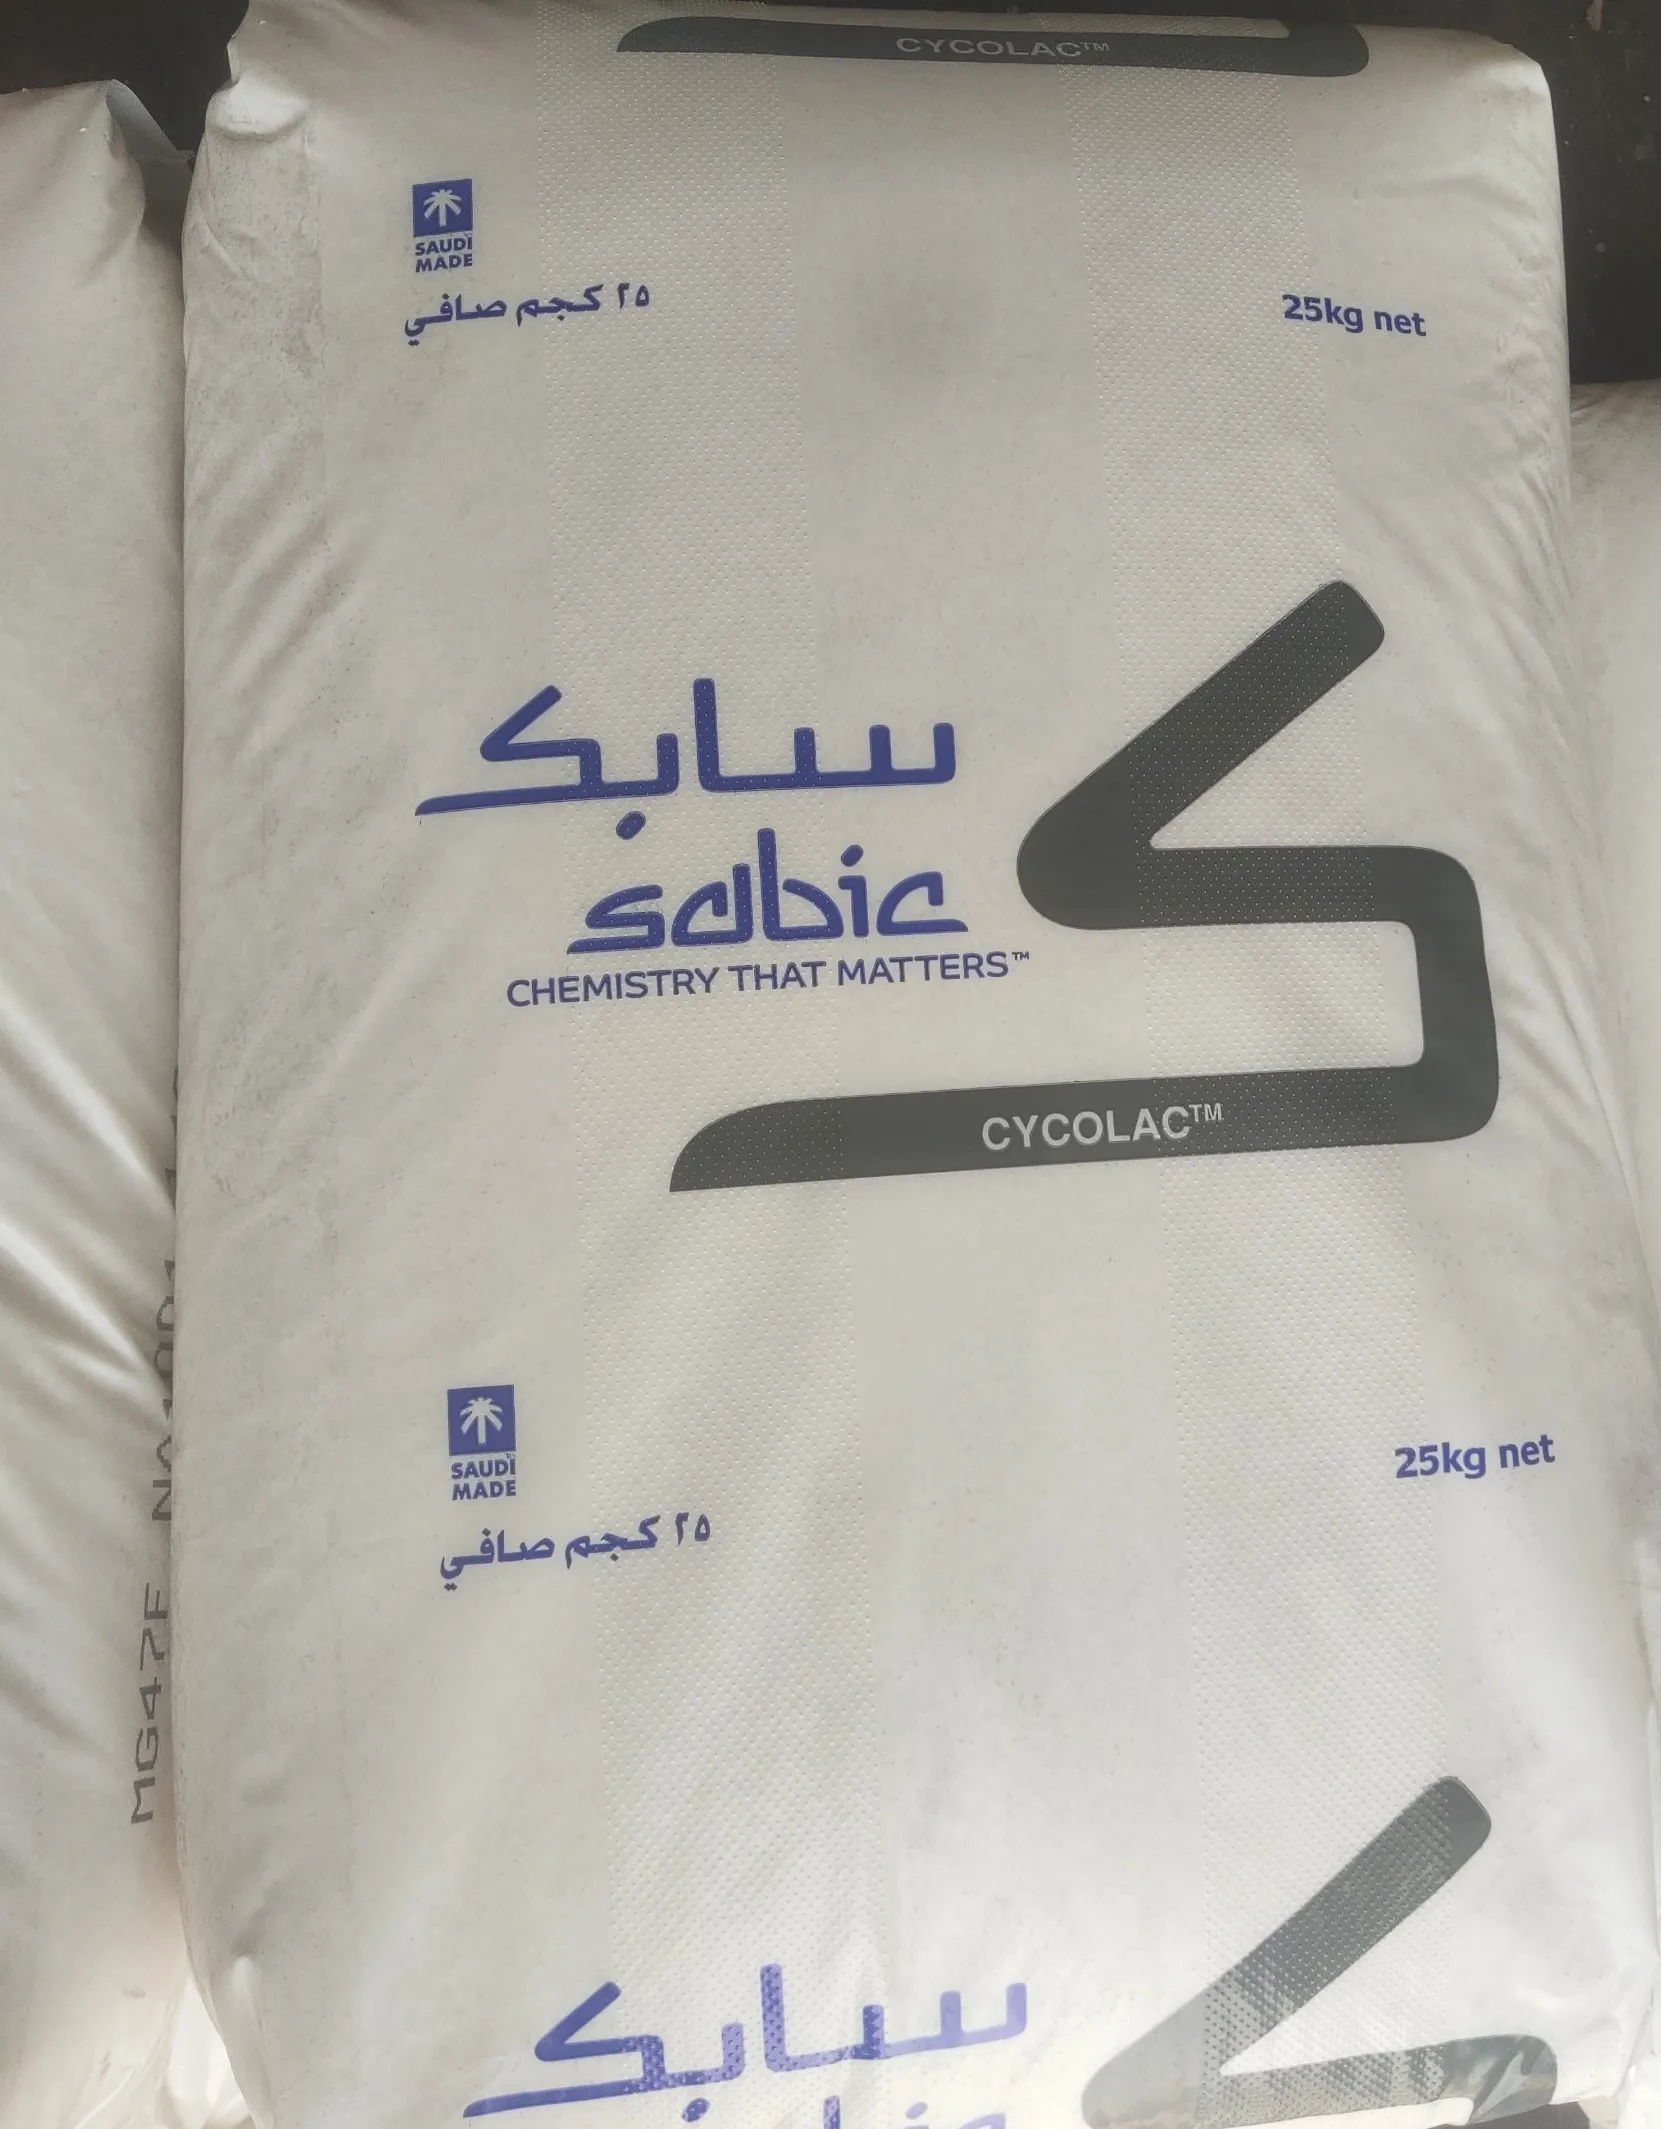 CYCOLAC™
SAUDI
MADE
٢٥ كجم صافي
25kg net
سابك
sabic
CHEMISTRY THAT MATTERS™
CYCOLAC™
SAUDI
MADE
٢٥ كجم صافي
25kg net
MG47F
سابك